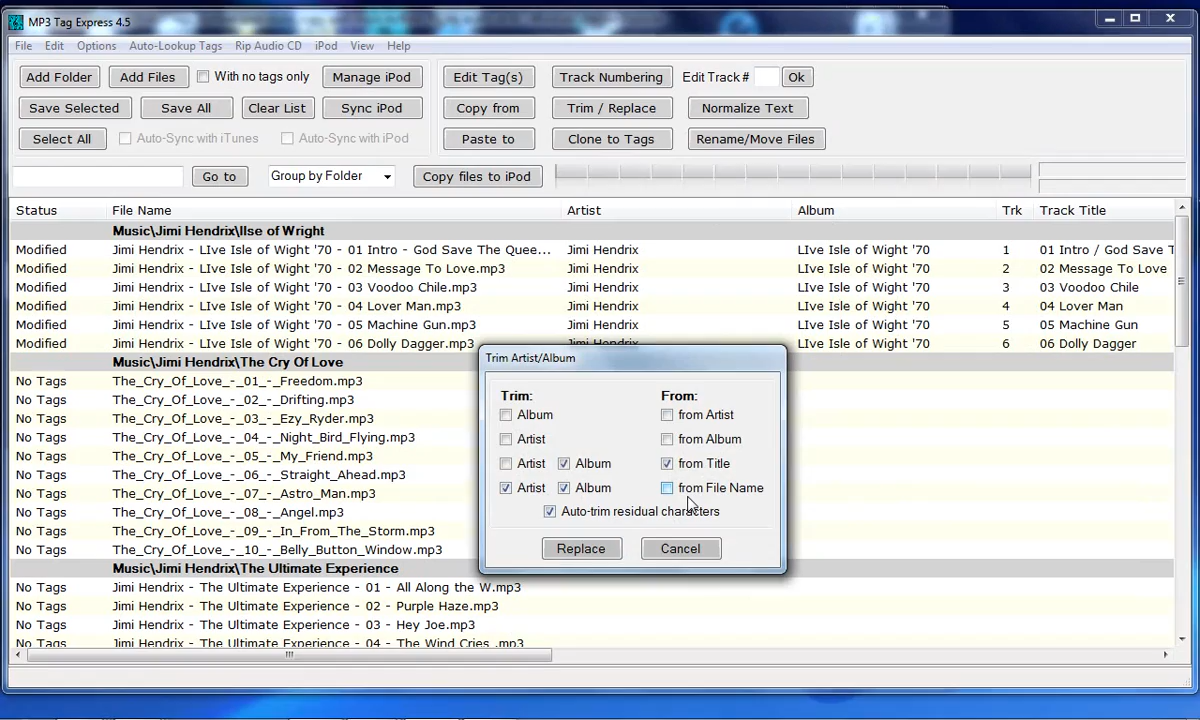 MP3 Tag Express 4.5
File Edit Options Auto-Lookup Tags Rip Audio CD iPod View Help
Add Folder Add Files With no tags only Manage iPod Edit Tag(s) Track Numbering Edit Track # Ok
Save Selected Save All Clear List Sync iPod Copy from Trim / Replace Normalize Text
Select All Auto-Sync with iTunes Auto-Sync with iPod Paste to Clone to Tags Rename/Move Files
Go to Group by Folder Copy files to iPod
Status File Name Artist Album Trk Track Title
Music\Jimi Hendrix\Ilse of Wright
Modified Jimi Hendrix - LIve Isle of Wight '70 - 01 Intro - God Save The Quee... Jimi Hendrix LIve Isle of Wight '70 1 01 Intro / God Save T
Modified Jimi Hendrix - LIve Isle of Wight '70 - 02 Message To Love.mp3 Jimi Hendrix LIve Isle of Wight '70 2 02 Message To Love
Modified Jimi Hendrix - LIve Isle of Wight '70 - 03 Voodoo Chile.mp3 Jimi Hendrix LIve Isle of Wight '70 3 03 Voodoo Chile
Modified Jimi Hendrix - LIve Isle of Wight '70 - 04 Lover Man.mp3 Jimi Hendrix LIve Isle of Wight '70 4 04 Lover Man
Modified Jimi Hendrix - LIve Isle of Wight '70 - 05 Machine Gun.mp3 Jimi Hendrix LIve Isle of Wight '70 5 05 Machine Gun
Modified Jimi Hendrix - LIve Isle of Wight '70 - 06 Dolly Dagger.mp3 Jimi Hendrix LIve Isle of Wight '70 6 06 Dolly Dagger
Music\Jimi Hendrix\The Cry Of Love
No Tags The_Cry_Of_Love_-_01_-_Freedom.mp3
No Tags The_Cry_Of_Love_-_02_-_Drifting.mp3
No Tags The_Cry_Of_Love_-_03_-_Ezy_Ryder.mp3
No Tags The_Cry_Of_Love_-_04_-_Night_Bird_Flying.mp3
No Tags The_Cry_Of_Love_-_05_-_My_Friend.mp3
No Tags The_Cry_Of_Love_-_06_-_Straight_Ahead.mp3
No Tags The_Cry_Of_Love_-_07_-_Astro_Man.mp3
No Tags The_Cry_Of_Love_-_08_-_Angel.mp3
No Tags The_Cry_Of_Love_-_09_-_In_From_The_Storm.mp3
No Tags The_Cry_Of_Love_-_10_-_Belly_Button_Window.mp3
Music\Jimi Hendrix\The Ultimate Experience
No Tags Jimi Hendrix - The Ultimate Experience - 01 - All Along the W.mp3
No Tags Jimi Hendrix - The Ultimate Experience - 02 - Purple Haze.mp3
No Tags Jimi Hendrix - The Ultimate Experience - 03 - Hey Joe.mp3
No Tags Jimi Hendrix - The Ultimate Experience - 04 - The Wind Cries .mp3
Trim Artist/Album
Trim: From:
Album from Artist
Artist from Album
Artist Album from Title
Artist Album from File Name
Auto-trim residual characters
Replace Cancel